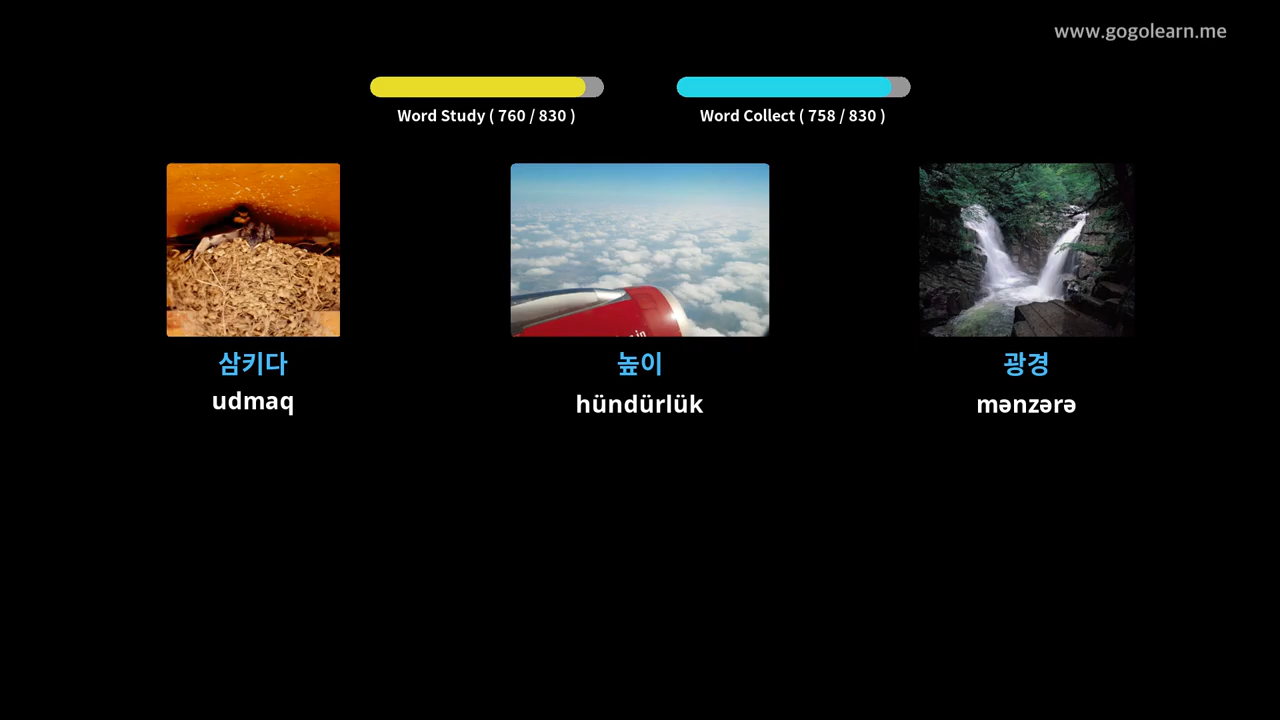 www.gogolearn.me
Word Study ( 760 / 830 )
Word Collect ( 758 / 830 )
삼키다
udmaq
높이
hündürlük
광경
mənzərə